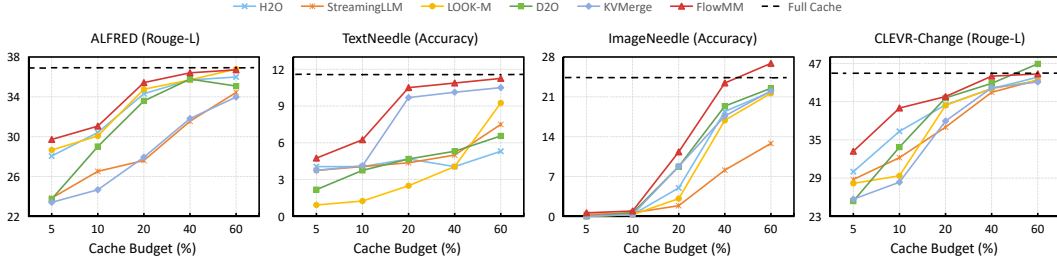 H2O StreamingLLM LOOK-M D2O KVMerge FlowMM Full Cache
ALFRED (Rouge-L)
38
34
30
26
22
5 10 20 40 60
Cache Budget (%)
TextNeedle (Accuracy)
12
9
6
3
0
5 10 20 40 60
Cache Budget (%)
ImageNeedle (Accuracy)
28
21
14
7
0
5 10 20 40 60
Cache Budget (%)
CLEVR-Change (Rouge-L)
47
41
35
29
23
5 10 20 40 60
Cache Budget (%)